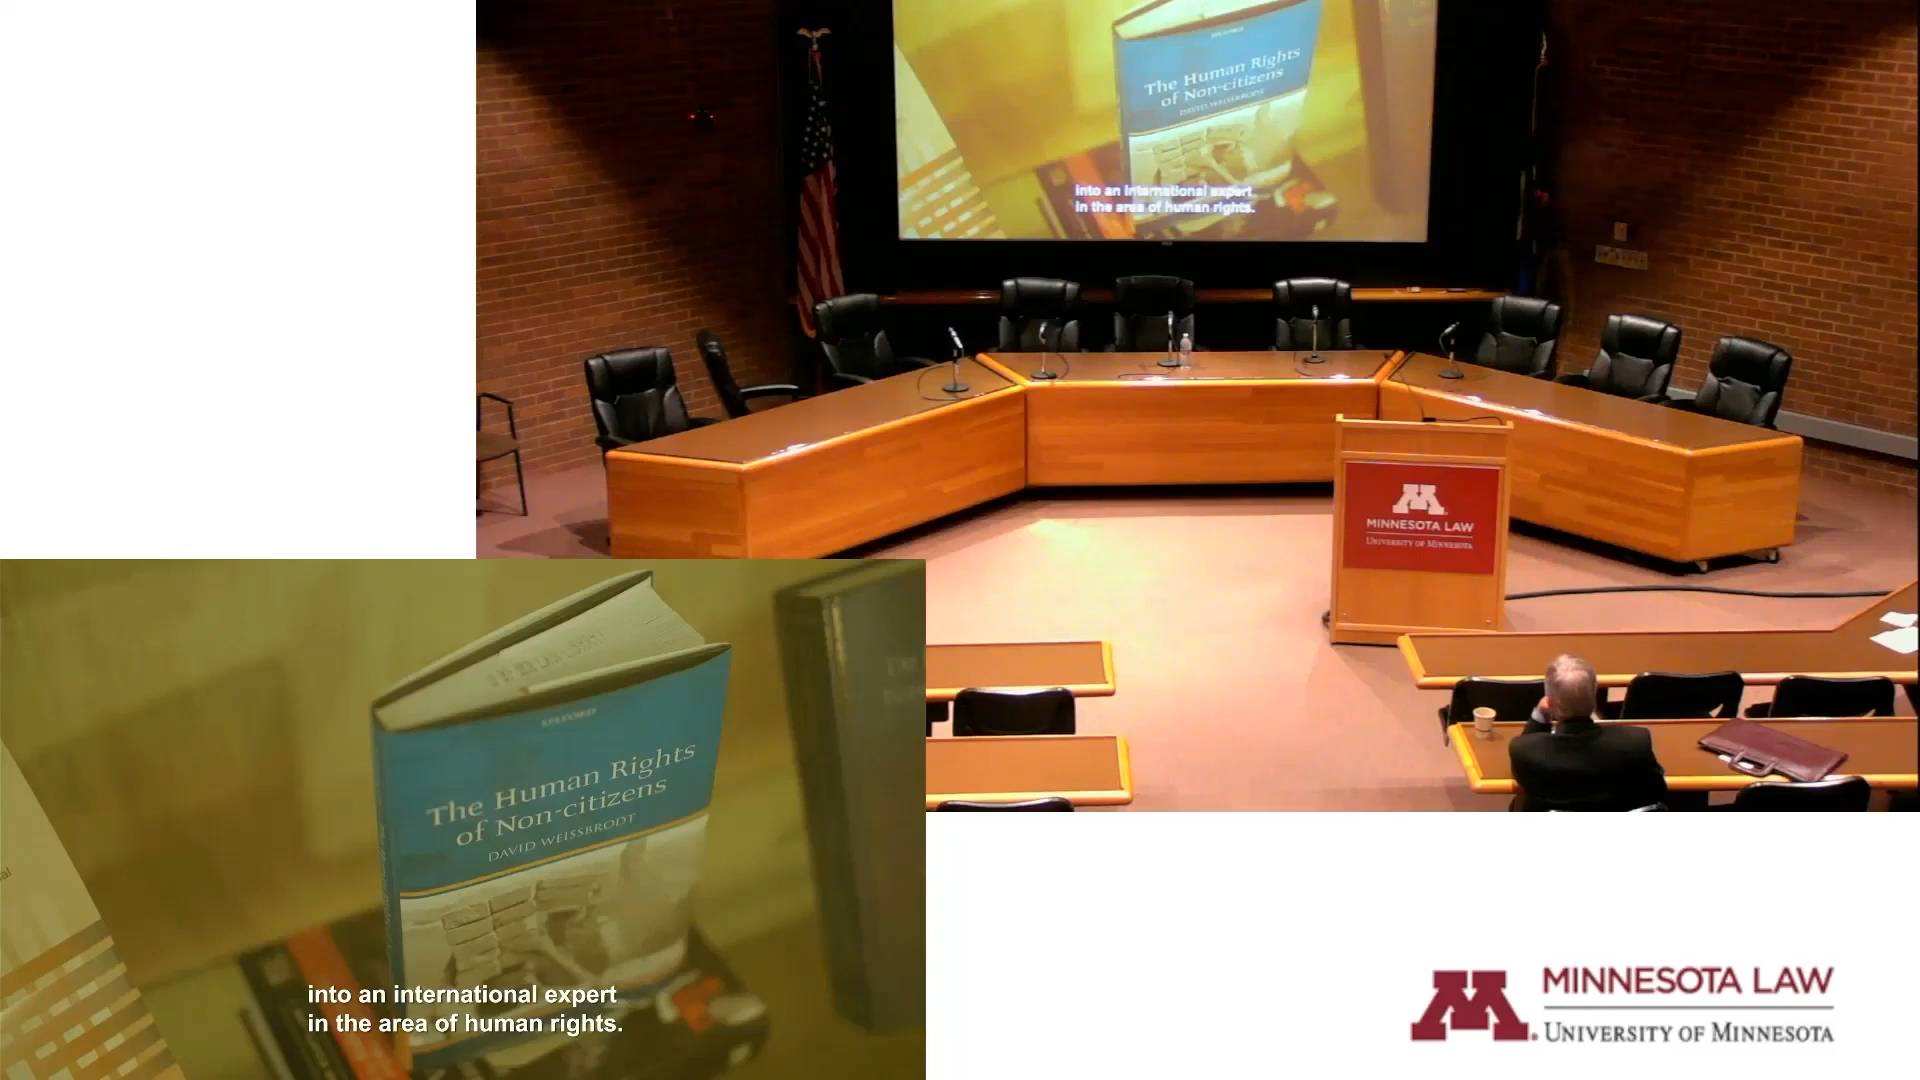 The Human Rights
of Non-citizens
DAVID WEISSBRODT
into an international expert
in the area of human rights.
MINNESOTA LAW
UNIVERSITY OF MINNESOTA
OXFORD
The Human Rights
of Non-citizens
DAVID WEISSBRODT
into an international expert
in the area of human rights.
MINNESOTA LAW
UNIVERSITY OF MINNESOTA